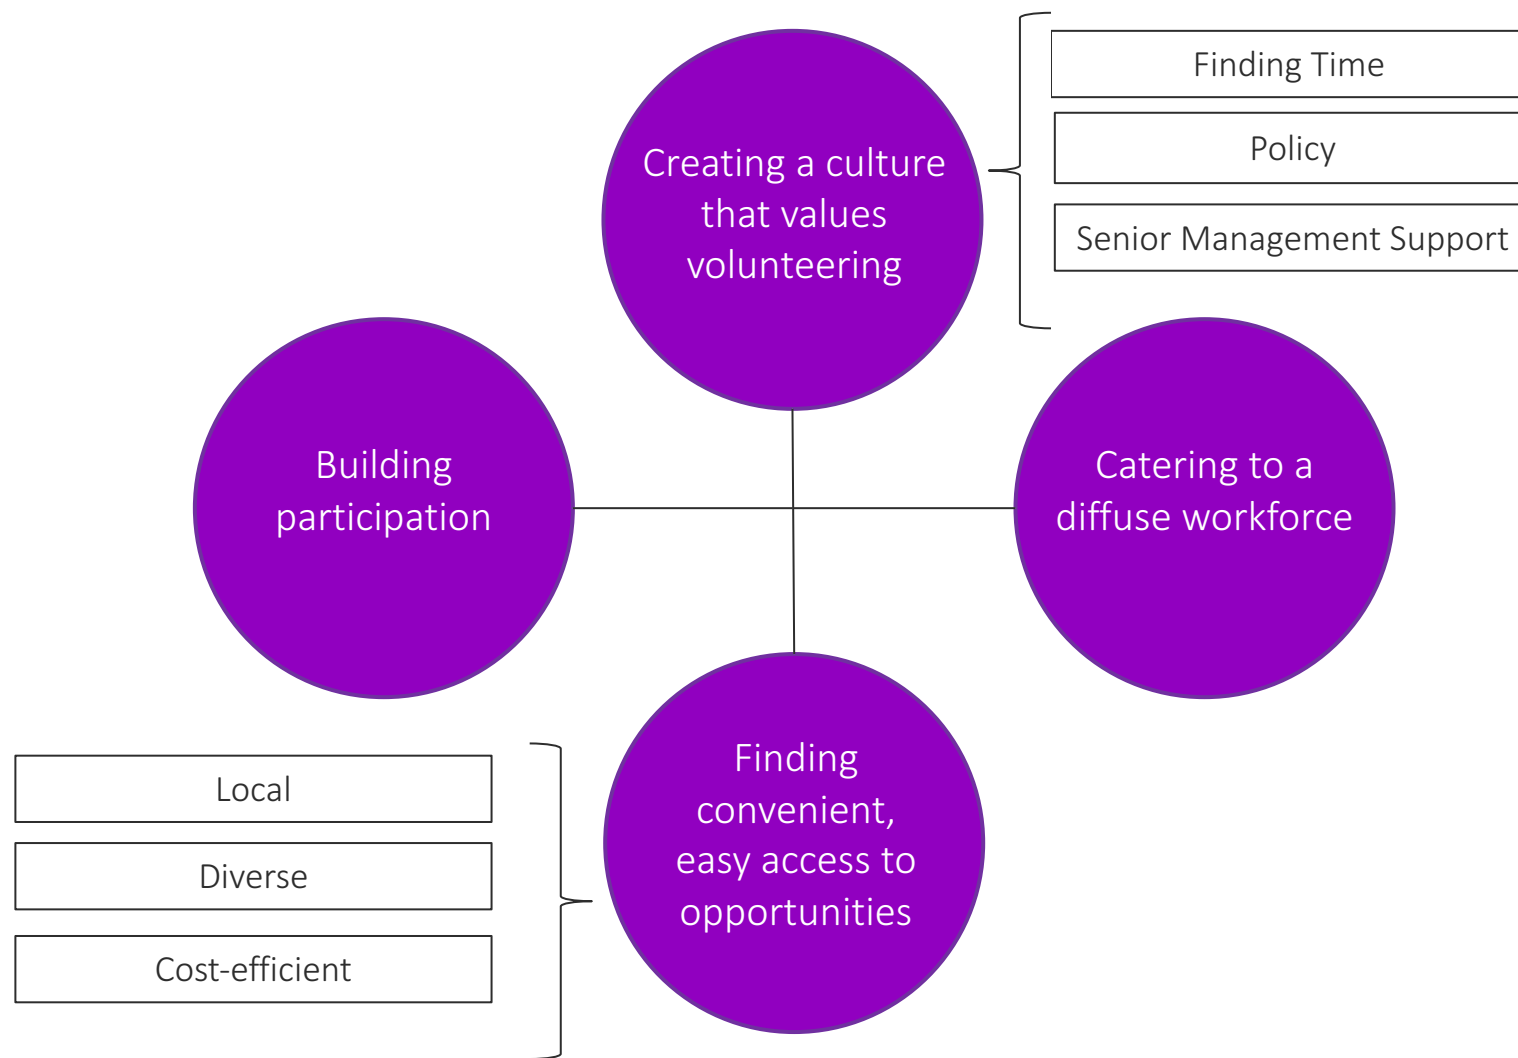 Creating a culture
that values
volunteering
Finding Time
Policy
Senior Management Support
Building
participation
Catering to a
diffuse workforce
Finding
convenient,
easy access to
opportunities
Local
Diverse
Cost-efficient